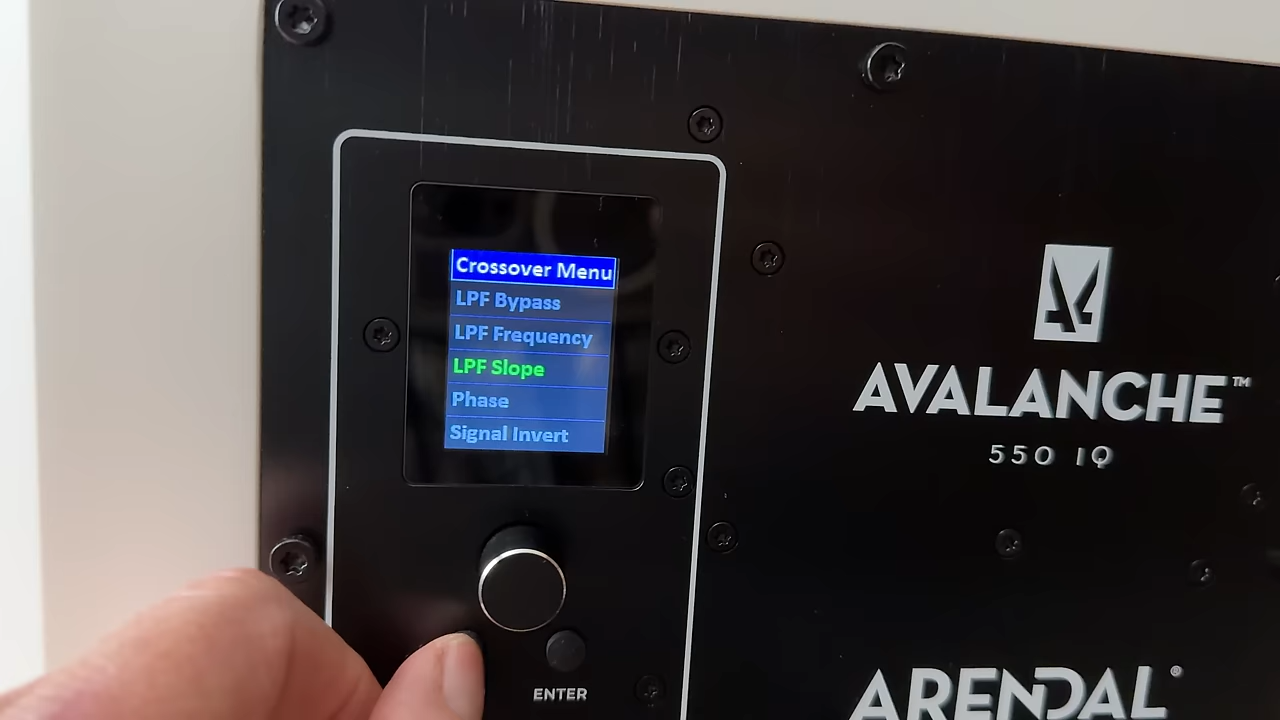 Crossover Menu
LPF Bypass
LPF Frequency
LPF Slope
Phase
Signal Invert
ENTER
AVALANCHE™
550 IQ
ARENDAL®